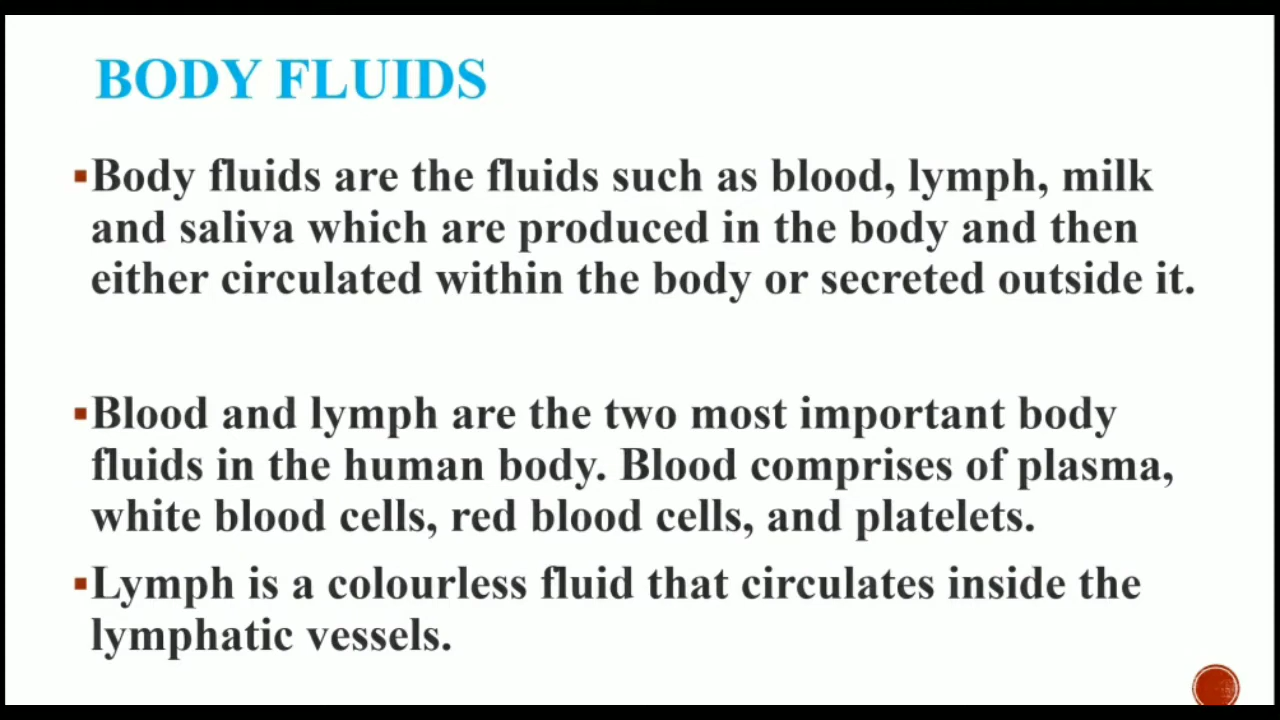 BODY FLUIDS
▪Body fluids are the fluids such as blood, lymph, milk
and saliva which are produced in the body and then
either circulated within the body or secreted outside it.
▪Blood and lymph are the two most important body
fluids in the human body. Blood comprises of plasma,
white blood cells, red blood cells, and platelets.
▪Lymph is a colourless fluid that circulates inside the
lymphatic vessels.